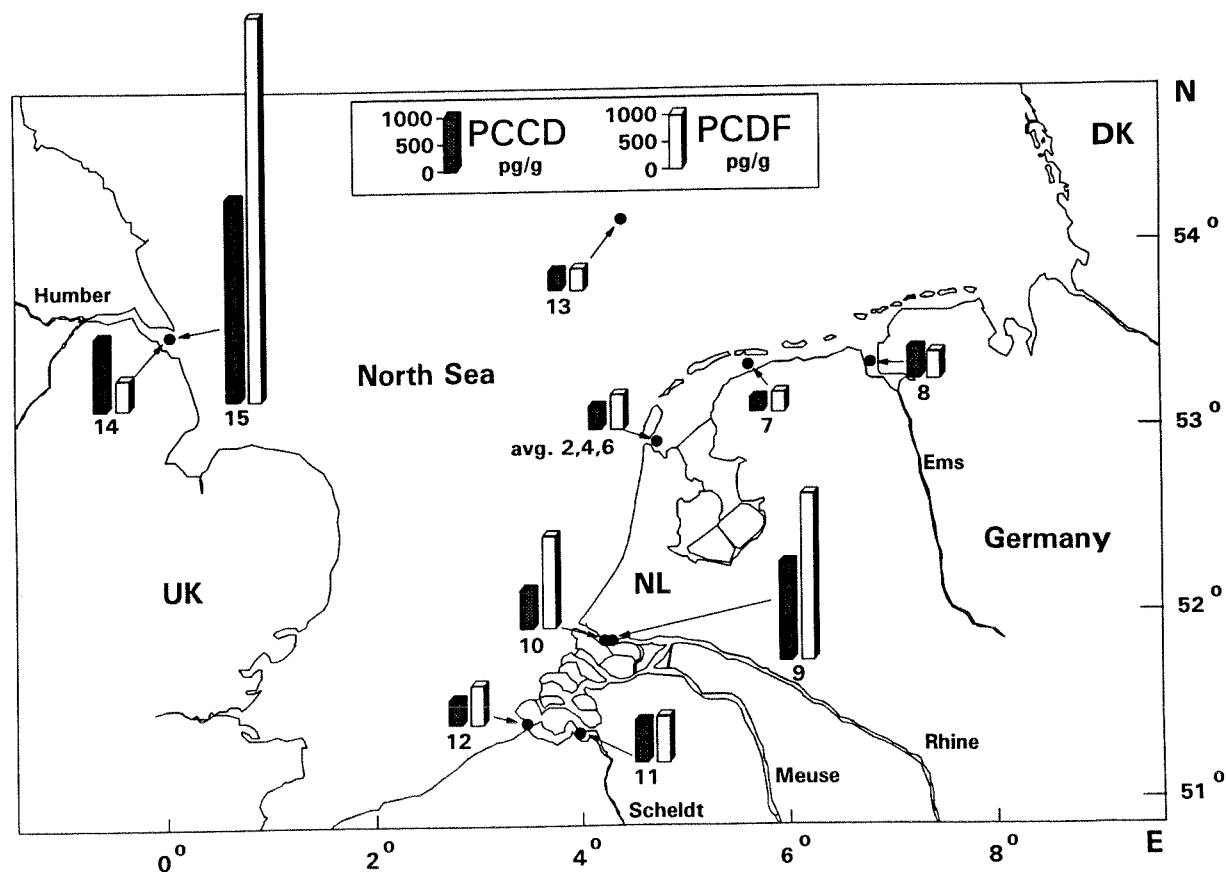 N
1000
500
0
PCCD
pg/g
1000
500
0
PCDF
pg/g
DK
54 o
13
Humber
North Sea
53 o
14
15
avg. 2,4,6
7
8
Ems
Germany
UK
NL
52 o
10
9
12
11
Rhine
Meuse
Scheldt
51 o
0 o
2 o
4 o
6 o
8 o
E